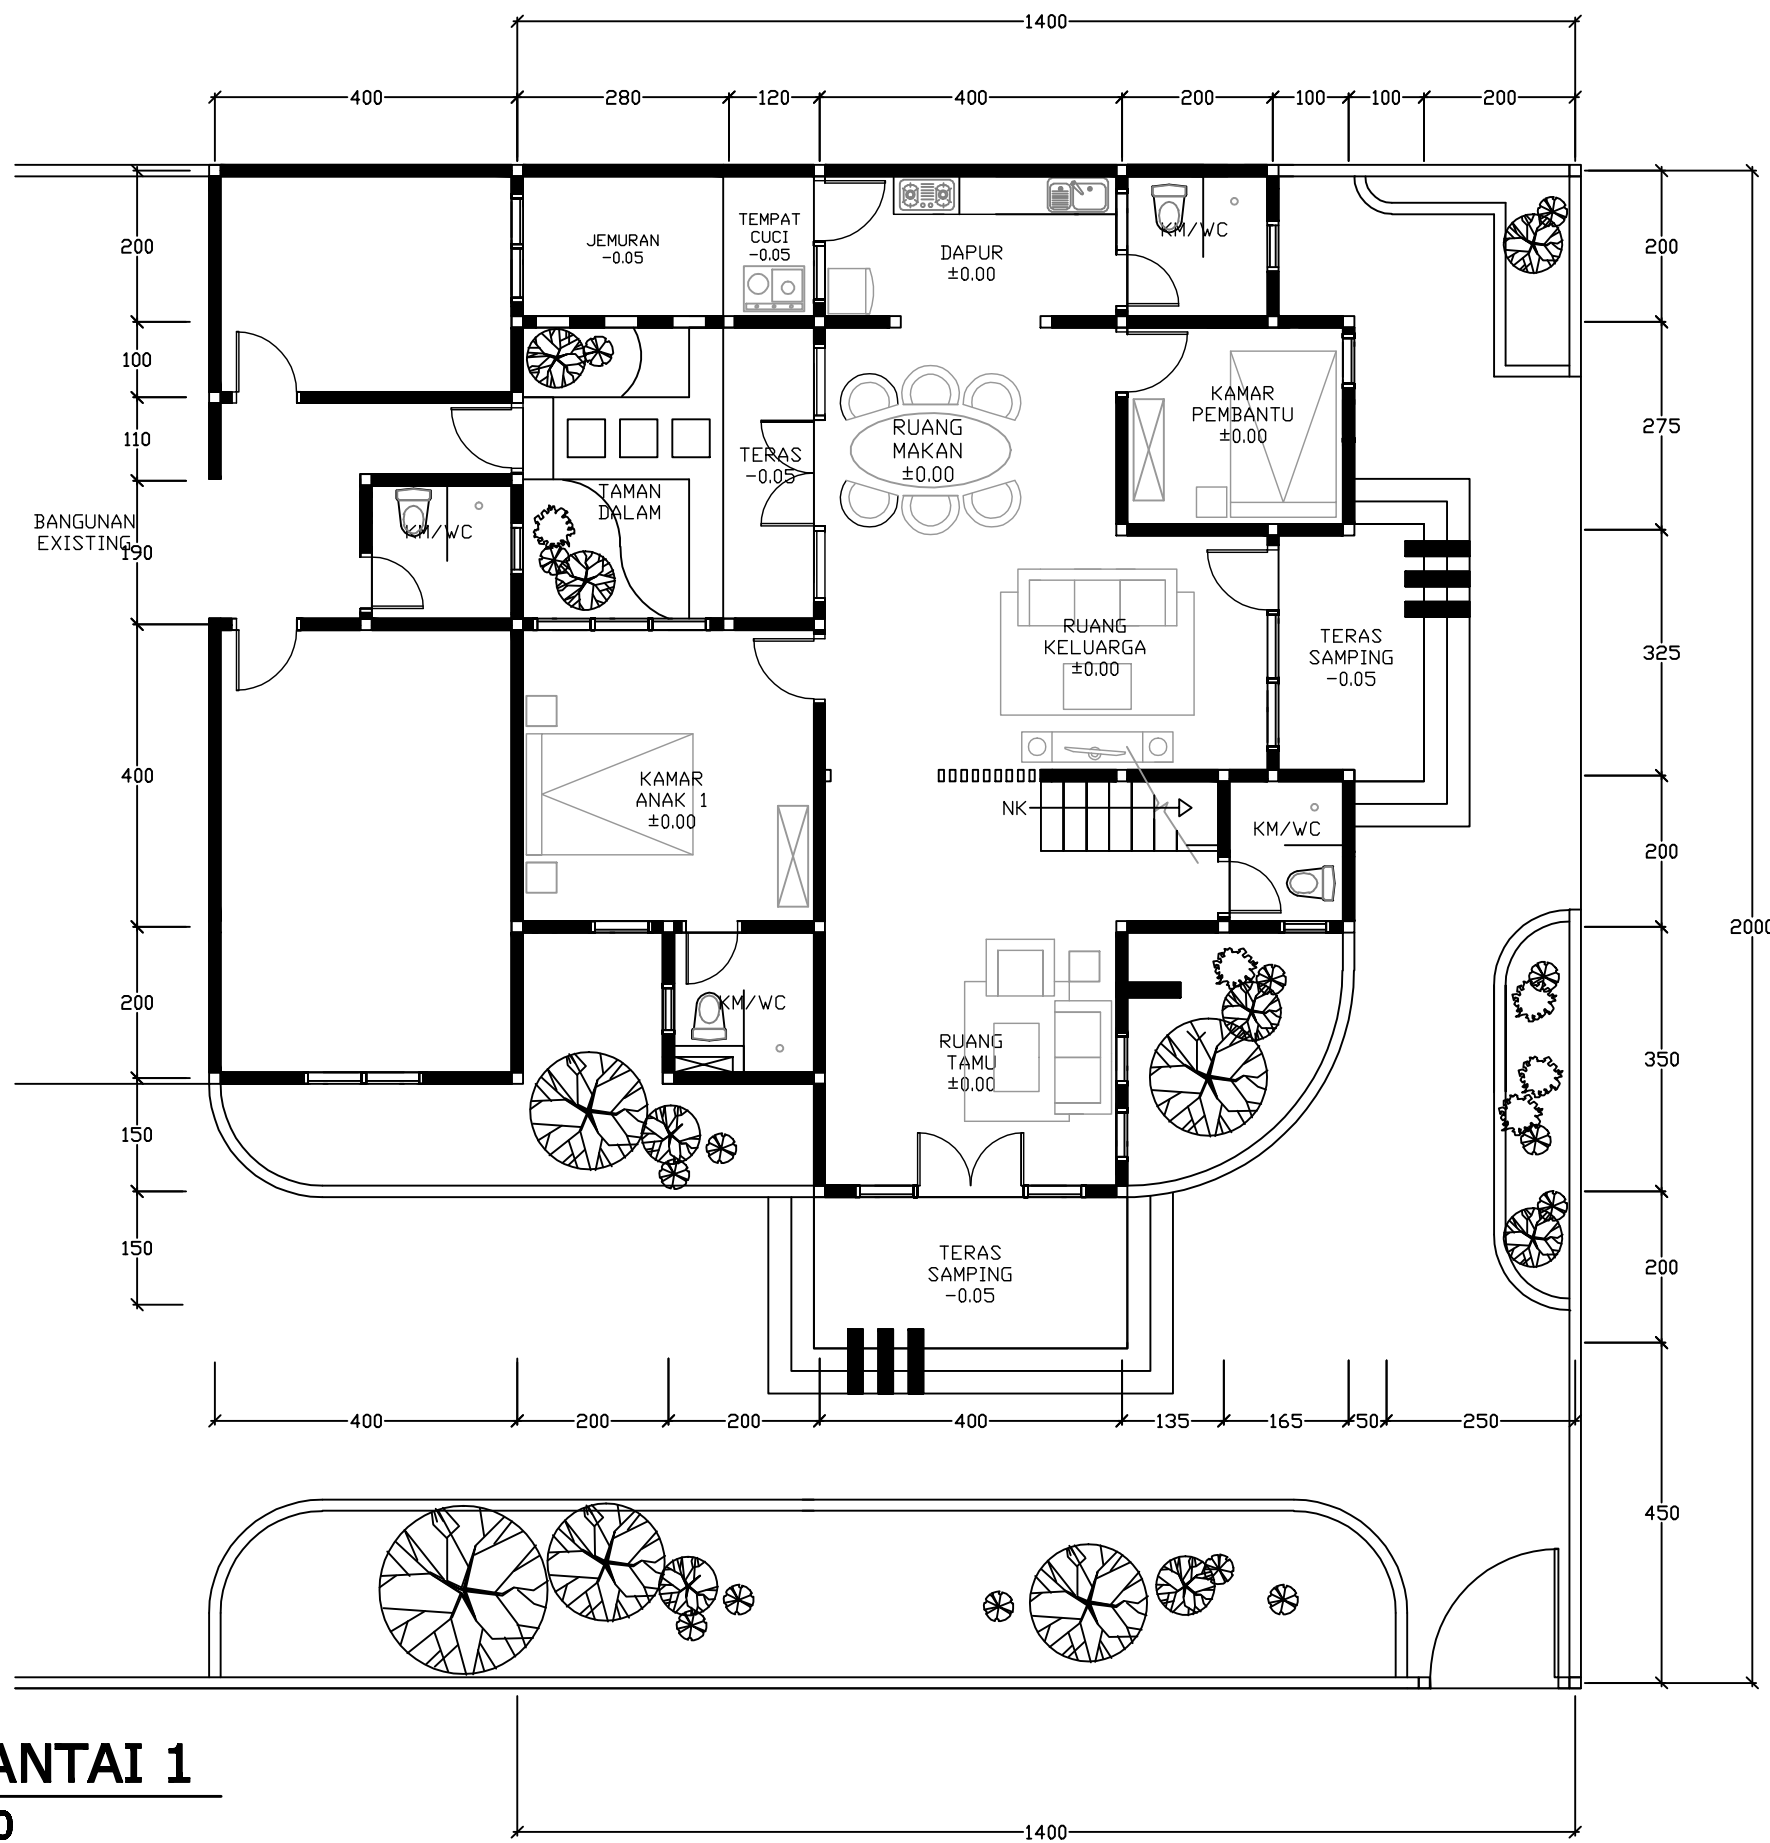 1400
400 280 120 400 200 100 100 200
200
100
110
190
400
200
150
150
BANGUNAN
EXISTING
JEMURAN
-0.05
TEMPAT
CUCI
-0.05
DAPUR
±0.00
KM/WC
KAMAR
PEMBANTU
±0.00
RUANG
MAKAN
±0.00
TERAS
-0.05
TAMAN
DALAM
KM/WC
RUANG
KELUARGA
±0.00
TERAS
SAMPING
-0.05
KAMAR
ANAK 1
±0.00
NK
KM/WC
KM/WC
RUANG
TAMU
±0.00
TERAS
SAMPING
-0.05
200
275
325
200
350
200
450
2000
400 200 200 400 135 165 50 250
ANTAI 1
0
1400